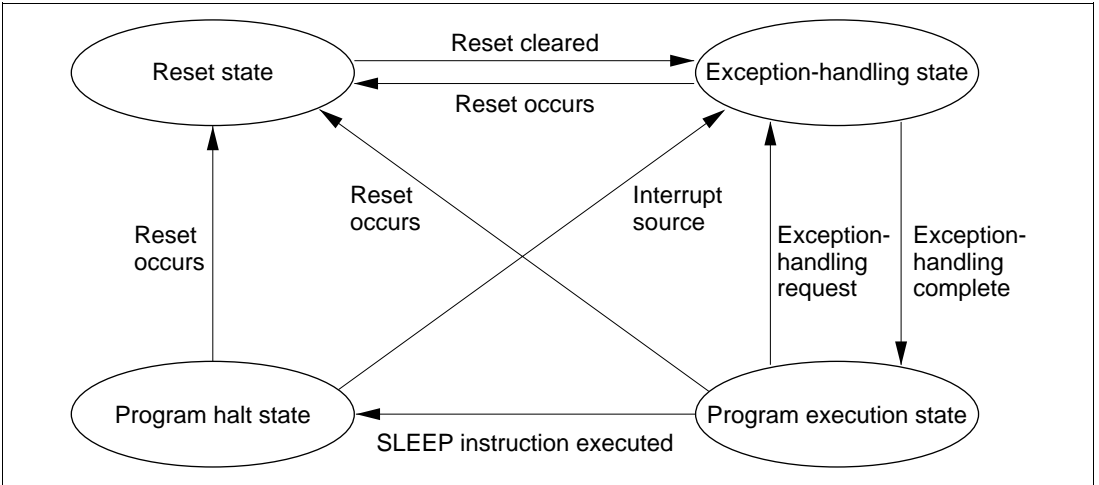 Reset cleared
Reset state
Exception-handling state
Reset occurs
Reset
occurs
Interrupt
source
Reset
occurs
Exception-
handling
request
Exception-
handling
complete
Program halt state
Program execution state
SLEEP instruction executed